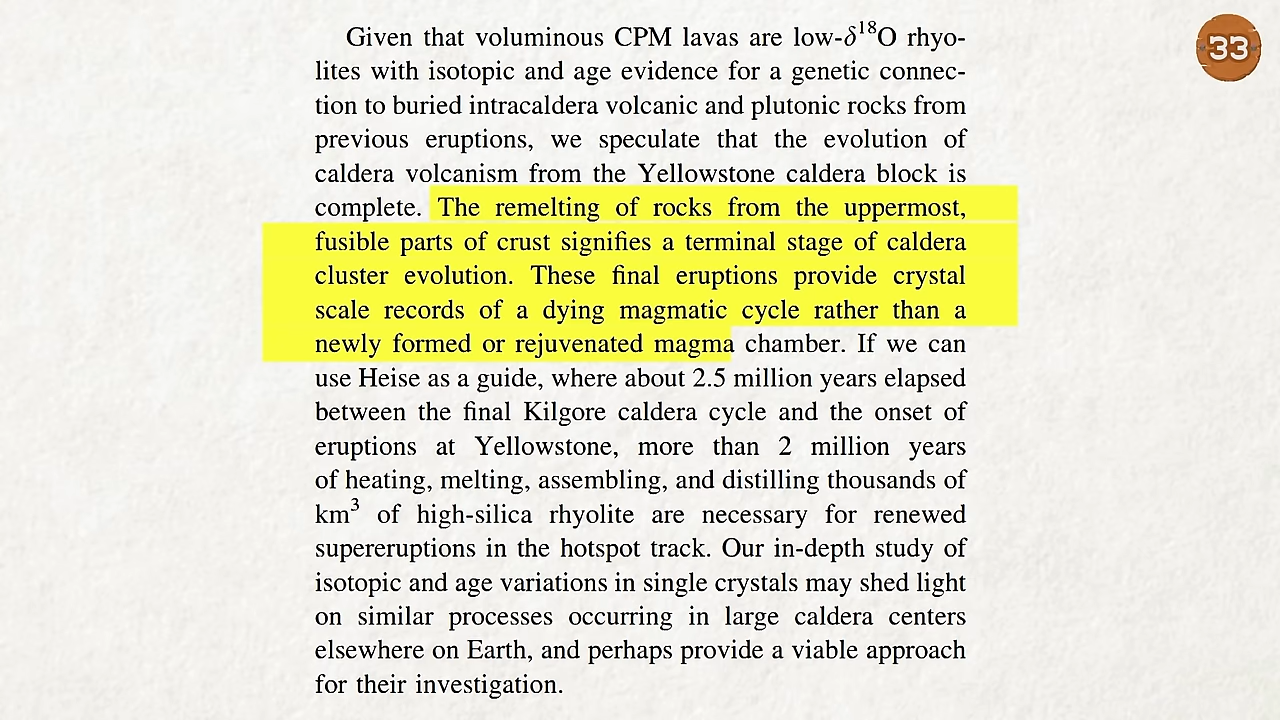 33
Given that voluminous CPM lavas are low-δ¹⁸O rhyo-
lites with isotopic and age evidence for a genetic connec-
tion to buried intracaldera volcanic and plutonic rocks from
previous eruptions, we speculate that the evolution of
caldera volcanism from the Yellowstone caldera block is
complete. The remelting of rocks from the uppermost,
fusible parts of crust signifies a terminal stage of caldera
cluster evolution. These final eruptions provide crystal
scale records of a dying magmatic cycle rather than a
newly formed or rejuvenated magma chamber. If we can
use Heise as a guide, where about 2.5 million years elapsed
between the final Kilgore caldera cycle and the onset of
eruptions at Yellowstone, more than 2 million years
of heating, melting, assembling, and distilling thousands of
km³ of high-silica rhyolite are necessary for renewed
supereruptions in the hotspot track. Our in-depth study of
isotopic and age variations in single crystals may shed light
on similar processes occurring in large caldera centers
elsewhere on Earth, and perhaps provide a viable approach
for their investigation.